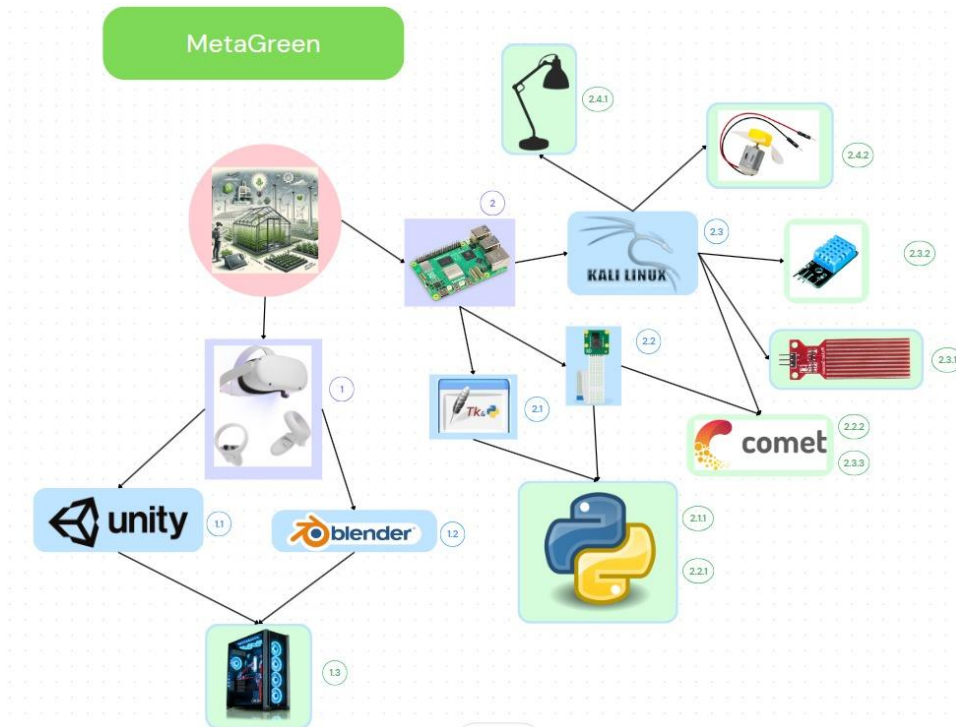 MetaGreen
2.4.1
2.4.2
2
2.3
KALI LINUX
2.3.2
2.2
2.3.1
1
Tk &
2.1
comet
2.2.2
2.3.3
unity
1.1
blender
1.2
2.1.1
2.2.1
1.3